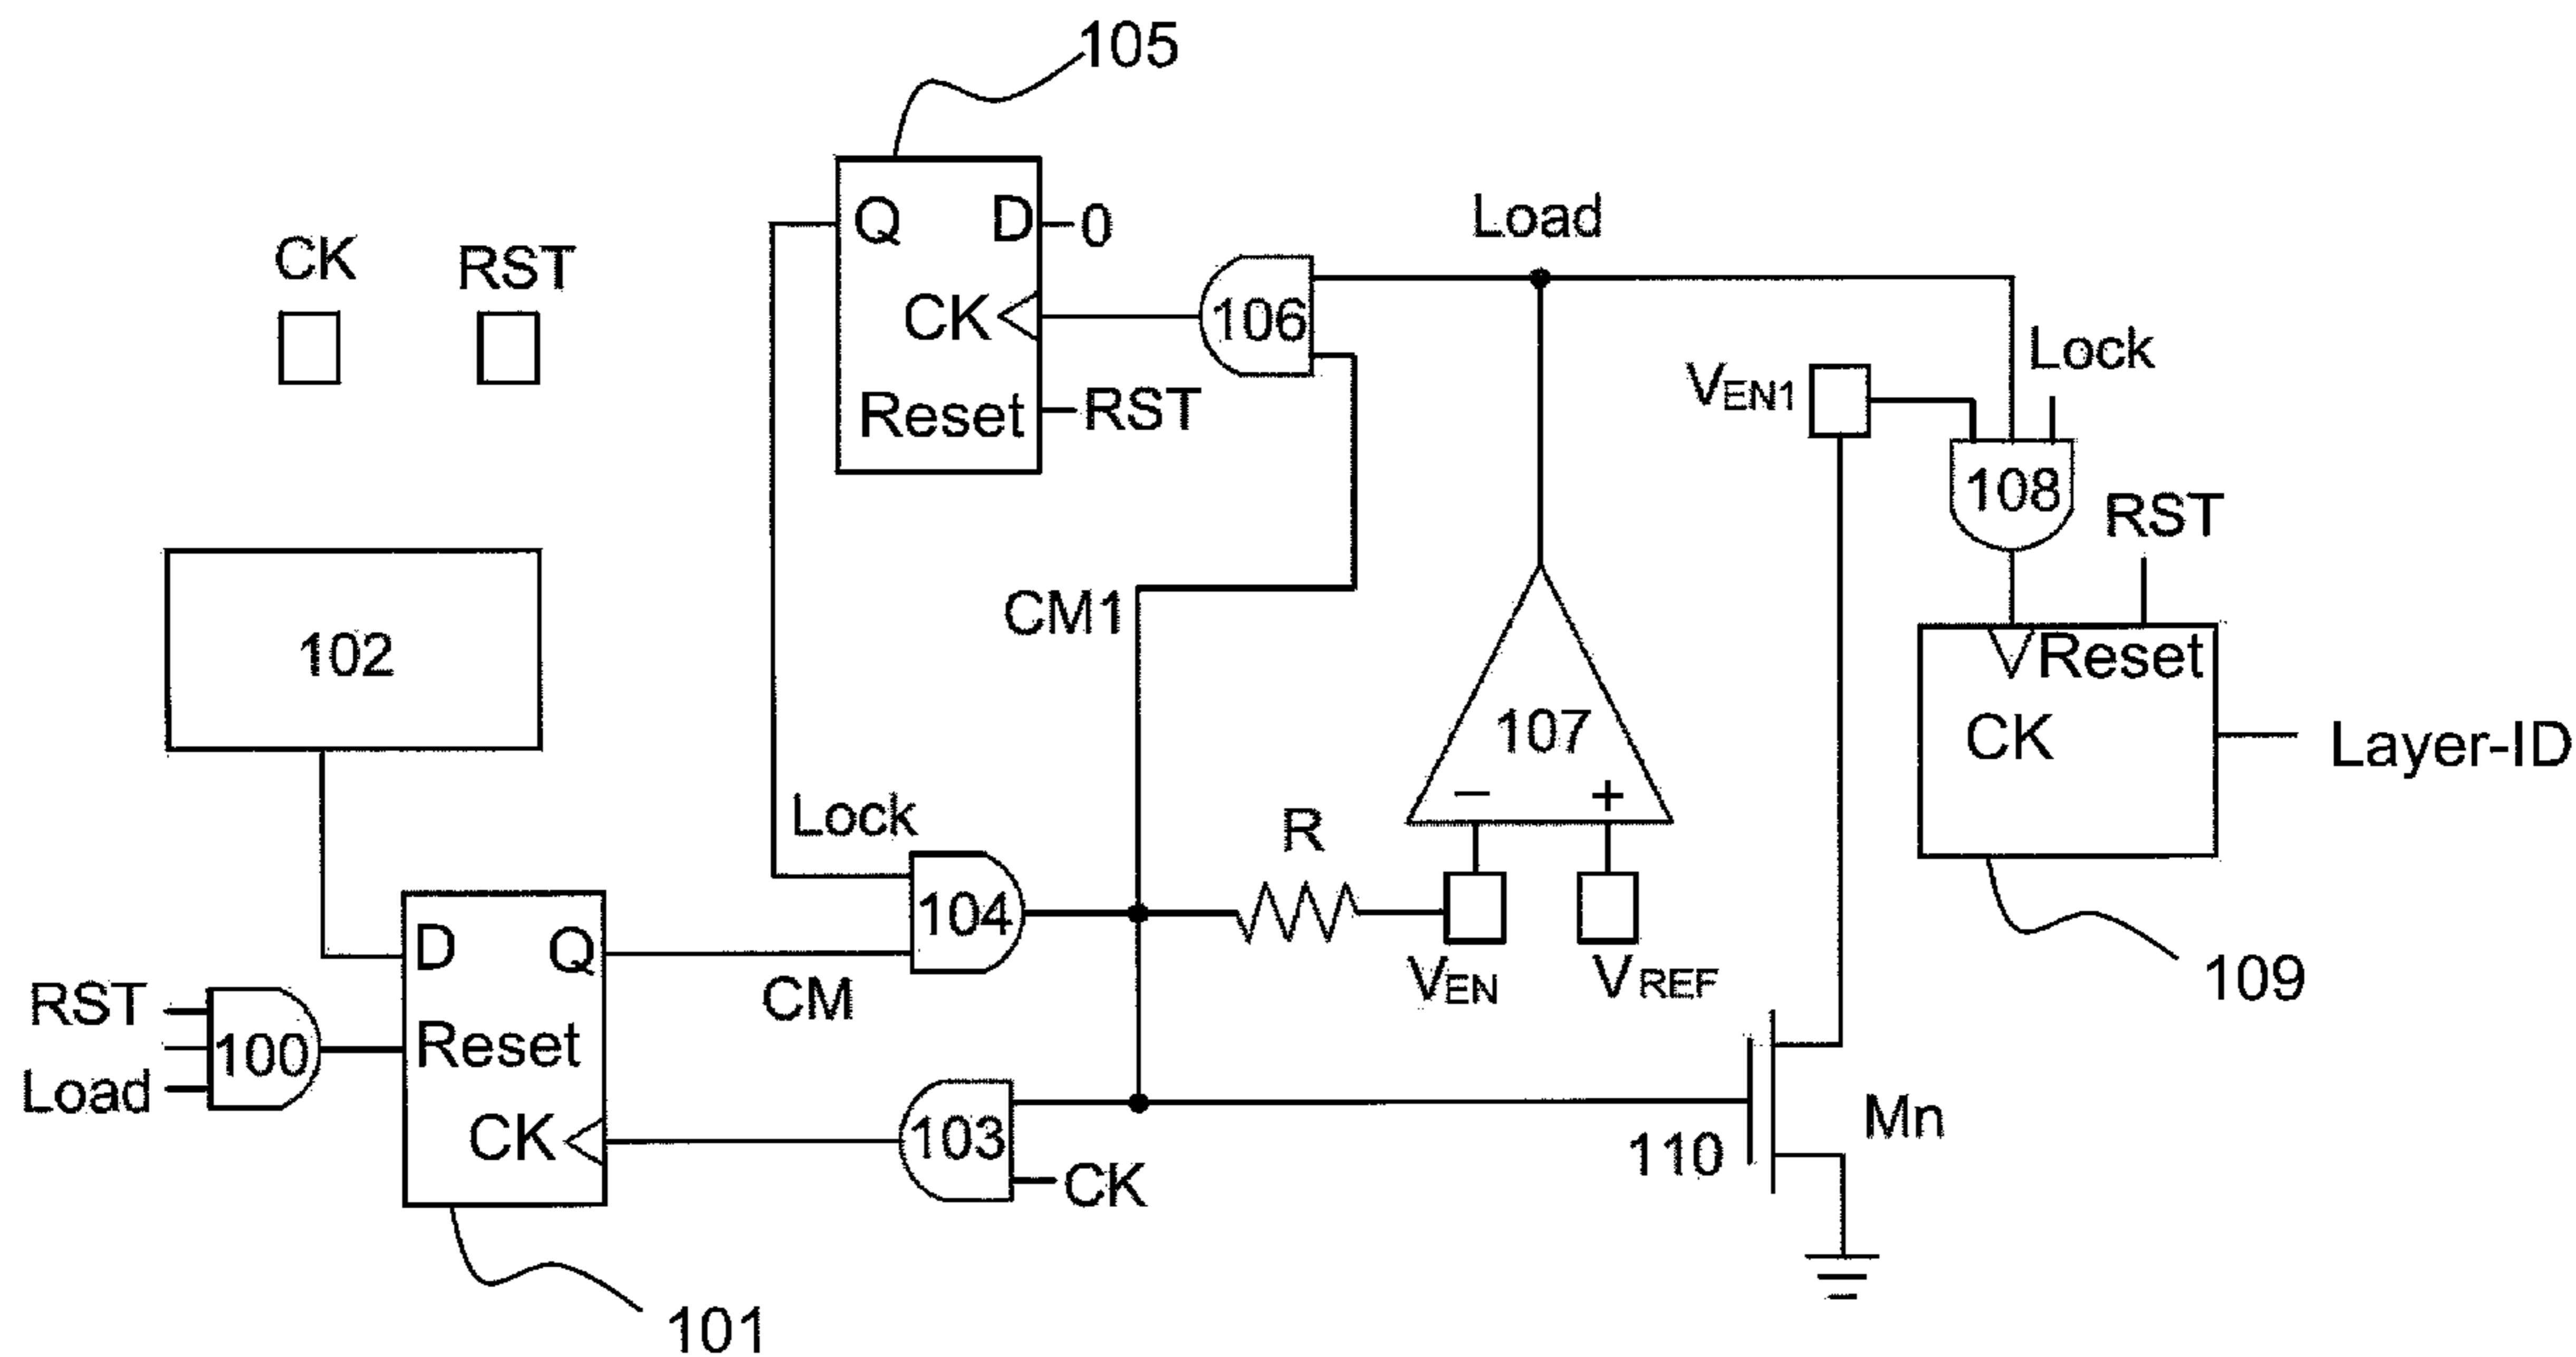 105
Q
D
0
CK
RST
CK
106
Reset
RST
Load
Lock
VEN1
108
RST
102
CM1
107
−
+
Reset
CK
Layer-ID
Lock
R
104
D
Q
CM
VEN
VREF
109
RST
100
Load
Reset
CK
103
CK
110
Mn
101